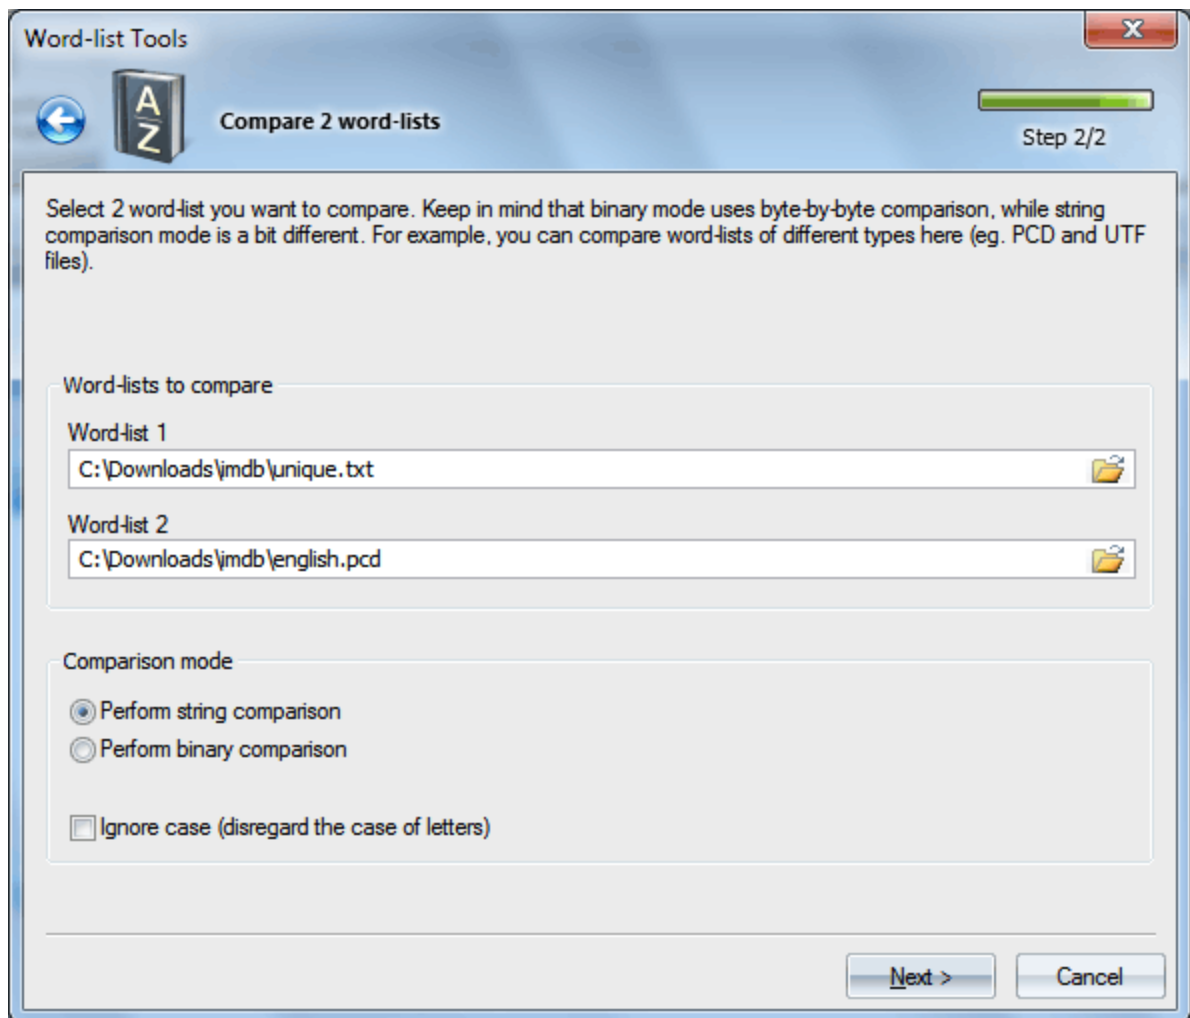 Word-list Tools
A
Z
Compare 2 word-lists
Step 2/2
Select 2 word-list you want to compare. Keep in mind that binary mode uses byte-by-byte comparison, while string
comparison mode is a bit different. For example, you can compare word-lists of different types here (eg. PCD and UTF
files).
Word-lists to compare
Word-list 1
C:\Downloads\imdb\unique.txt
Word-list 2
C:\Downloads\imdb\english.pcd
Comparison mode
Perform string comparison
Perform binary comparison
Ignore case (disregard the case of letters)
Next >
Cancel